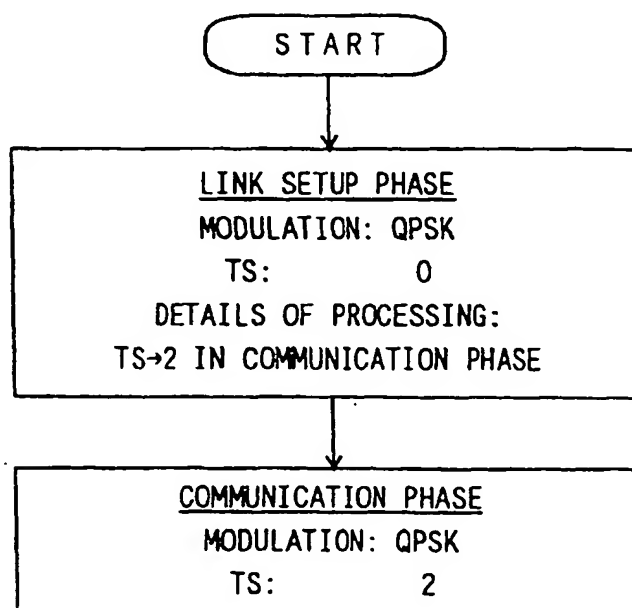 START
LINK SETUP PHASE
MODULATION: QPSK
TS: 0
DETAILS OF PROCESSING:
TS→2 IN COMMUNICATION PHASE
COMMUNICATION PHASE
MODULATION: QPSK
TS: 2